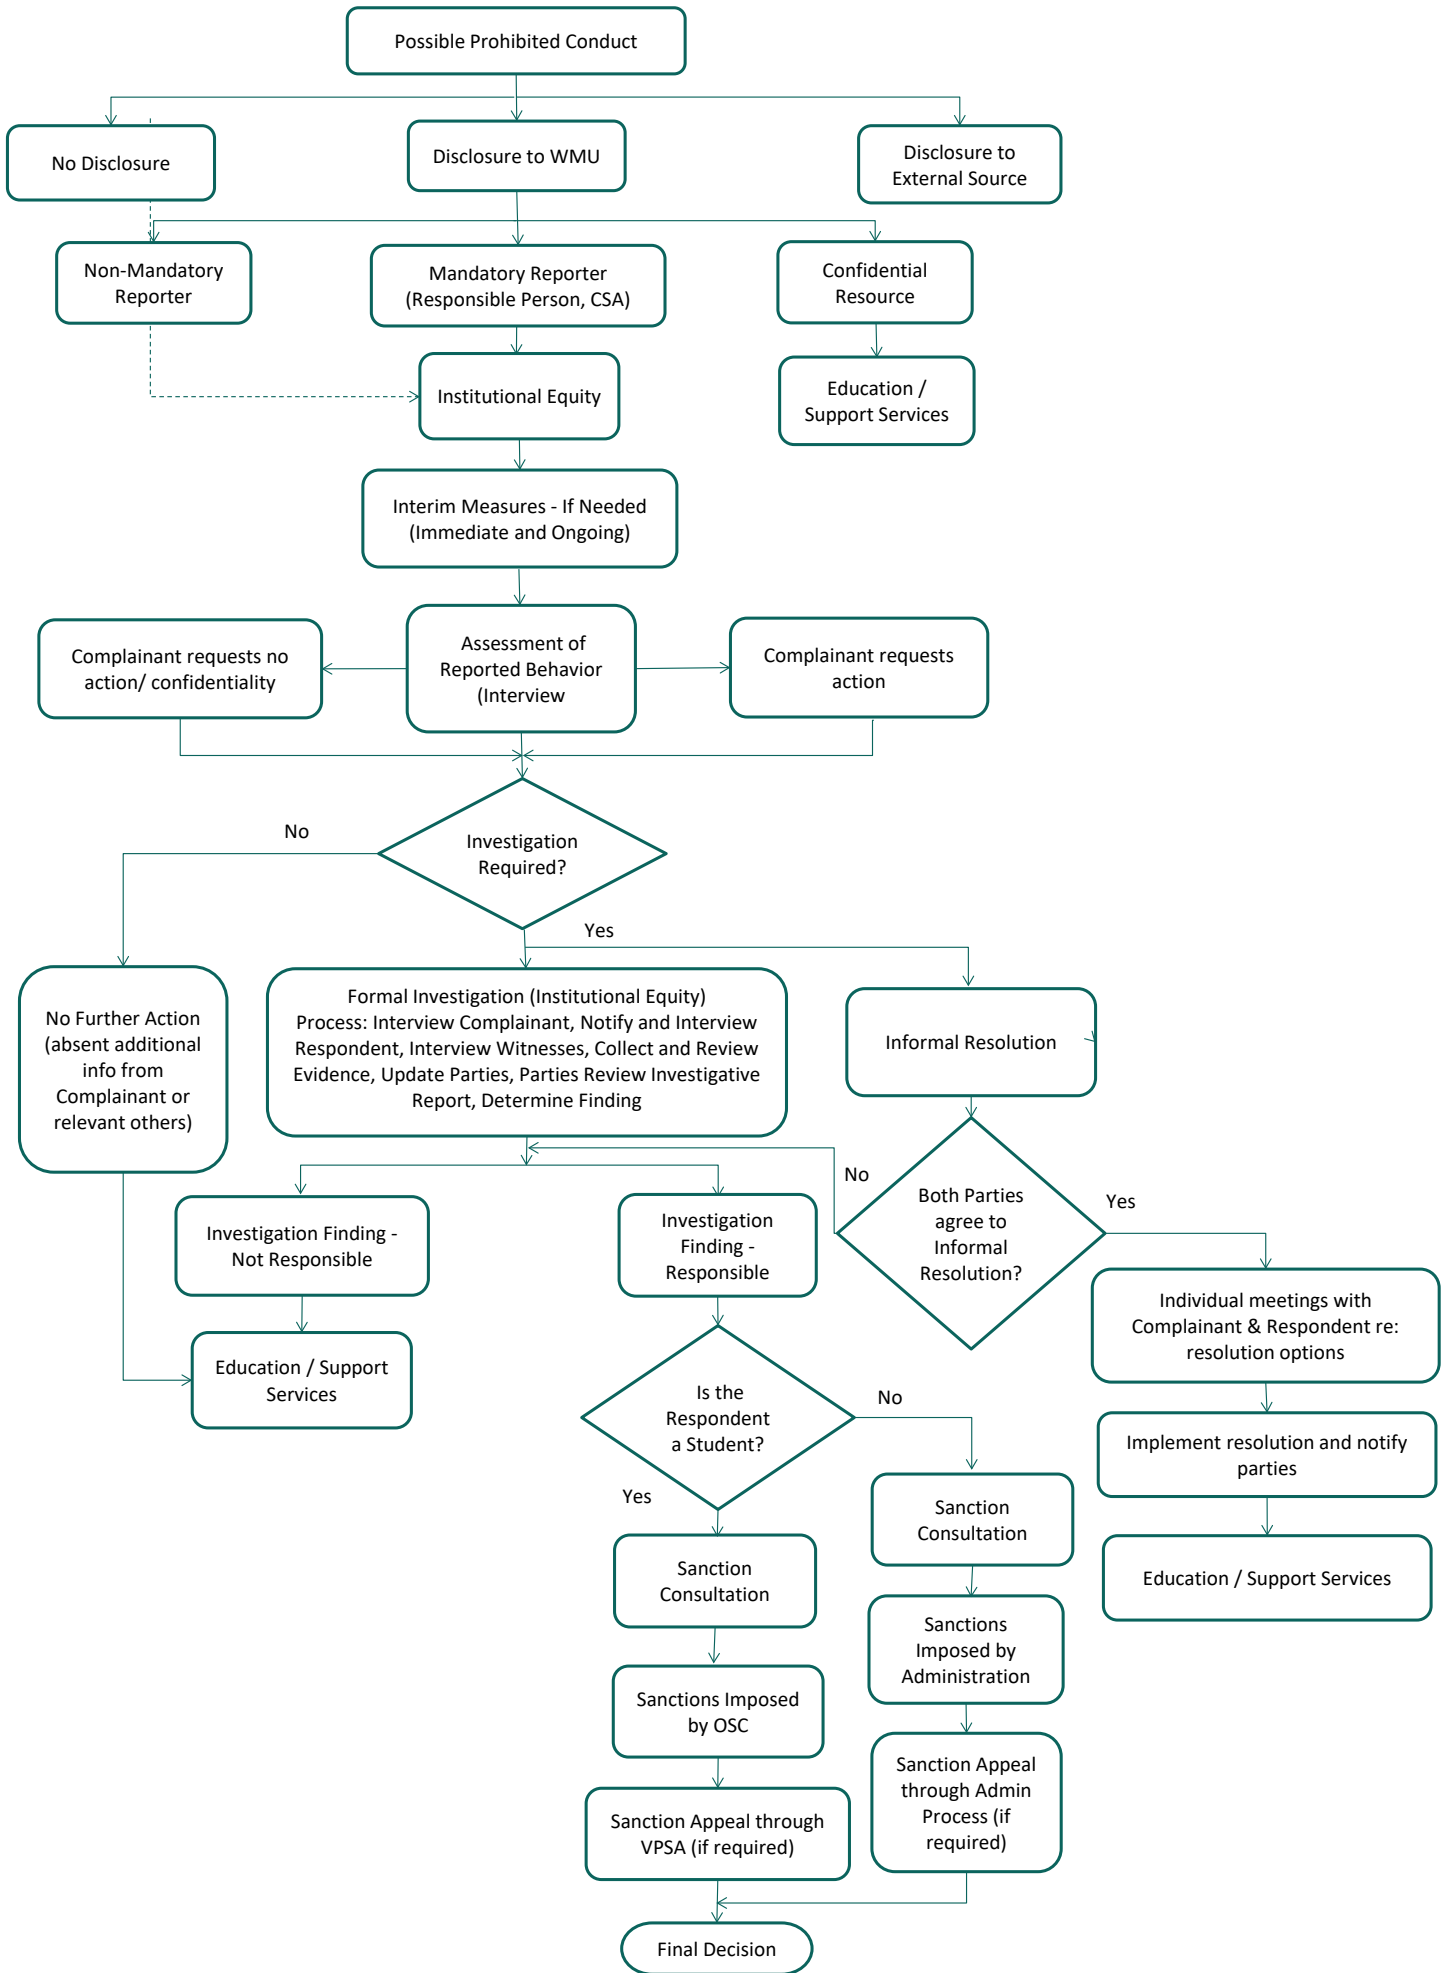 Possible Prohibited Conduct
No Disclosure
Disclosure to WMU
Disclosure to
External Source
Non-Mandatory
Reporter
Mandatory Reporter
(Responsible Person, CSA)
Confidential
Resource
Institutional Equity
Education /
Support Services
Interim Measures - If Needed
(Immediate and Ongoing)
Complainant requests no
action/ confidentiality
Assessment of
Reported Behavior
(Interview
Complainant requests
action
No
Investigation
Required?
Yes
No Further Action
(absent additional
info from
Complainant or
relevant others)
Formal Investigation (Institutional Equity)
Process: Interview Complainant, Notify and Interview
Respondent, Interview Witnesses, Collect and Review
Evidence, Update Parties, Parties Review Investigative
Report, Determine Finding
Informal Resolution
No
Both Parties
agree to
Informal
Resolution?
Yes
Investigation Finding -
Not Responsible
Investigation
Finding -
Responsible
Individual meetings with
Complainant & Respondent re:
resolution options
Education / Support
Services
Is the
Respondent
a Student?
No
Implement resolution and notify
parties
Yes
Sanction
Consultation
Sanction
Consultation
Education / Support Services
Sanctions
Imposed by
Administration
Sanctions Imposed
by OSC
Sanction Appeal
through Admin
Process (if
required)
Sanction Appeal through
VPSA (if required)
Final Decision